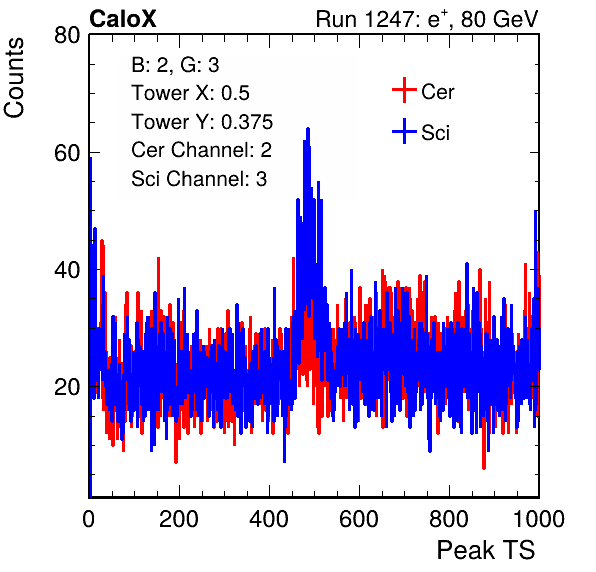 CaloX Run 1247: e⁺, 80 GeV
Counts
80
60
40
20
B: 2, G: 3
Tower X: 0.5
Tower Y: 0.375
Cer Channel: 2
Sci Channel: 3
Cer
Sci
0 200 400 600 800 1000
Peak TS